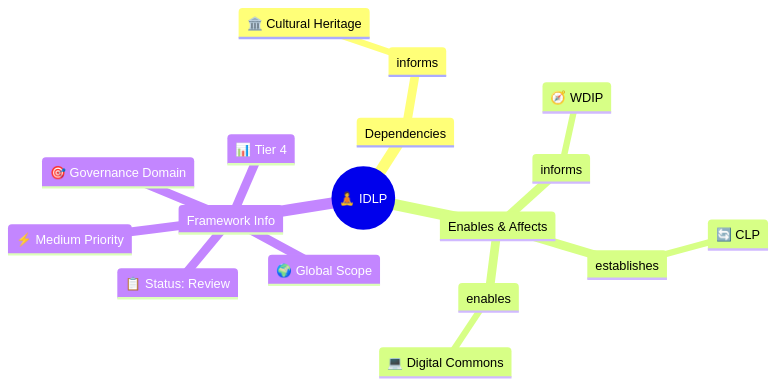 🏛️ Cultural Heritage
informs
Dependencies
🧭 WDIP
informs
📊 Tier 4
🎯 Governance Domain
🧘 IDLP
Framework Info
Enables & Affects
⚡ Medium Priority
🔄 CLP
establishes
🌍 Global Scope
📋 Status: Review
enables
💻 Digital Commons